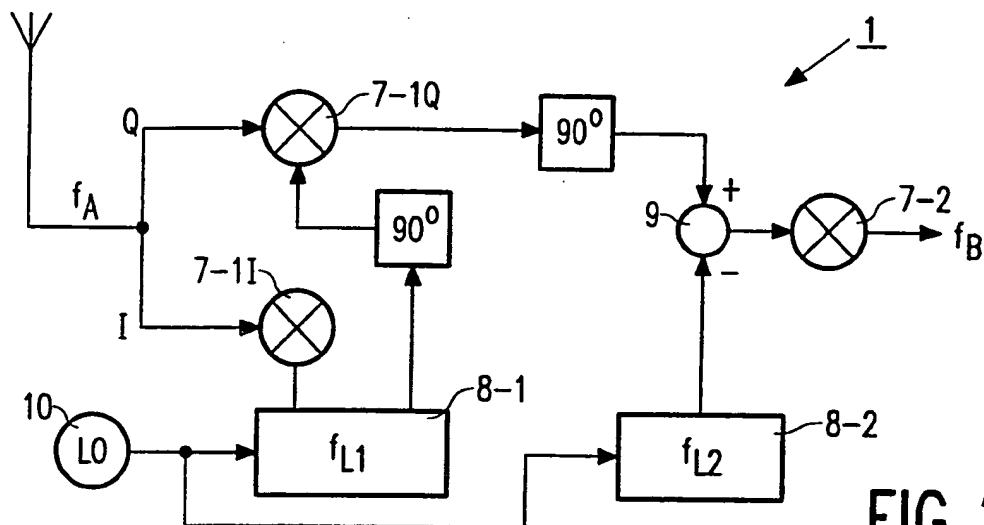 1
Q
7-1Q
90°
f_A
90°
9
+
-
7-2
f_B
7-1I
I
10
LO
8-1
f_L1
8-2
f_L2
FIG.